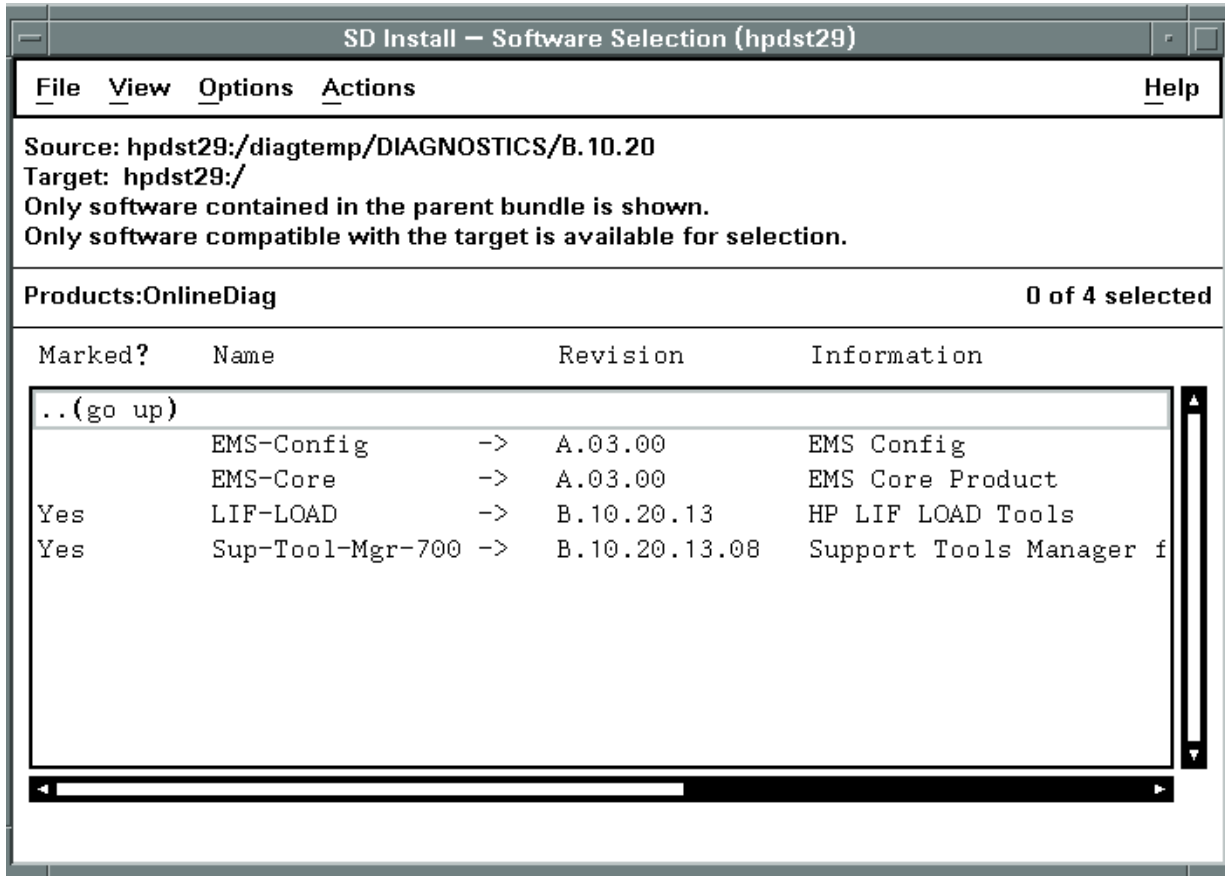 SD Install — Software Selection (hpdst29)
File View Options Actions Help
Source: hpdst29:/diagtemp/DIAGNOSTICS/B.10.20
Target: hpdst29:/
Only software contained in the parent bundle is shown.
Only software compatible with the target is available for selection.
Products:OnlineDiag 0 of 4 selected
Marked? Name Revision Information
..(go up)
EMS-Config -> A.03.00 EMS Config
EMS-Core -> A.03.00 EMS Core Product
Yes LIF-LOAD -> B.10.20.13 HP LIF LOAD Tools
Yes Sup-Tool-Mgr-700 -> B.10.20.13.08 Support Tools Manager f